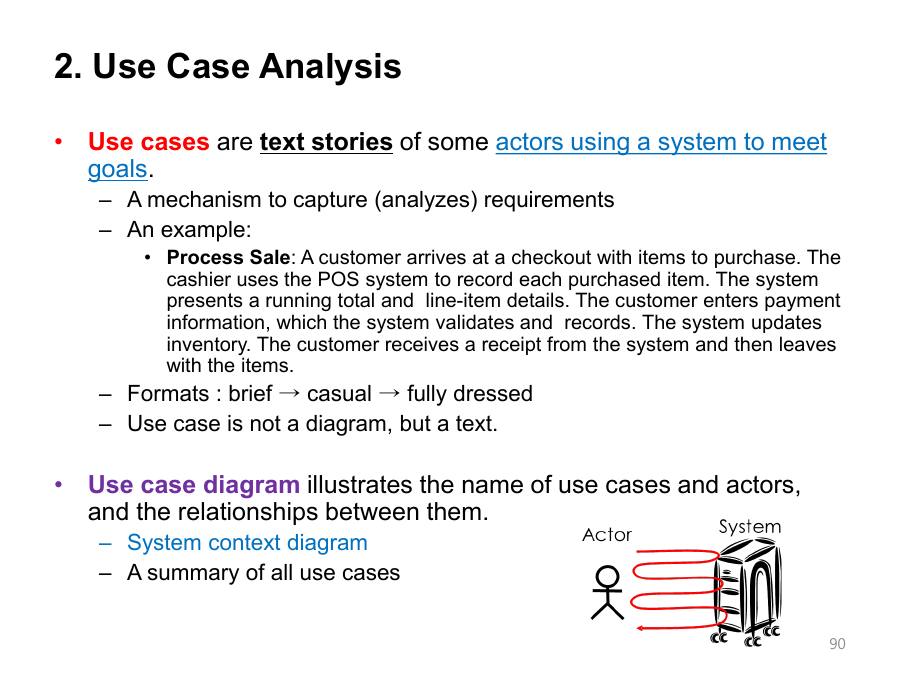 2. Use Case Analysis
• Use cases are text stories of some actors using a system to meet
goals.
– A mechanism to capture (analyzes) requirements
– An example:
• Process Sale: A customer arrives at a checkout with items to purchase. The
cashier uses the POS system to record each purchased item. The system
presents a running total and  line-item details. The customer enters payment
information, which the system validates and  records. The system updates
inventory. The customer receives a receipt from the system and then leaves
with the items.
– Formats : brief → casual → fully dressed
– Use case is not a diagram, but a text.
• Use case diagram illustrates the name of use cases and actors,
and the relationships between them.
– System context diagram
– A summary of all use cases
Actor
System
90